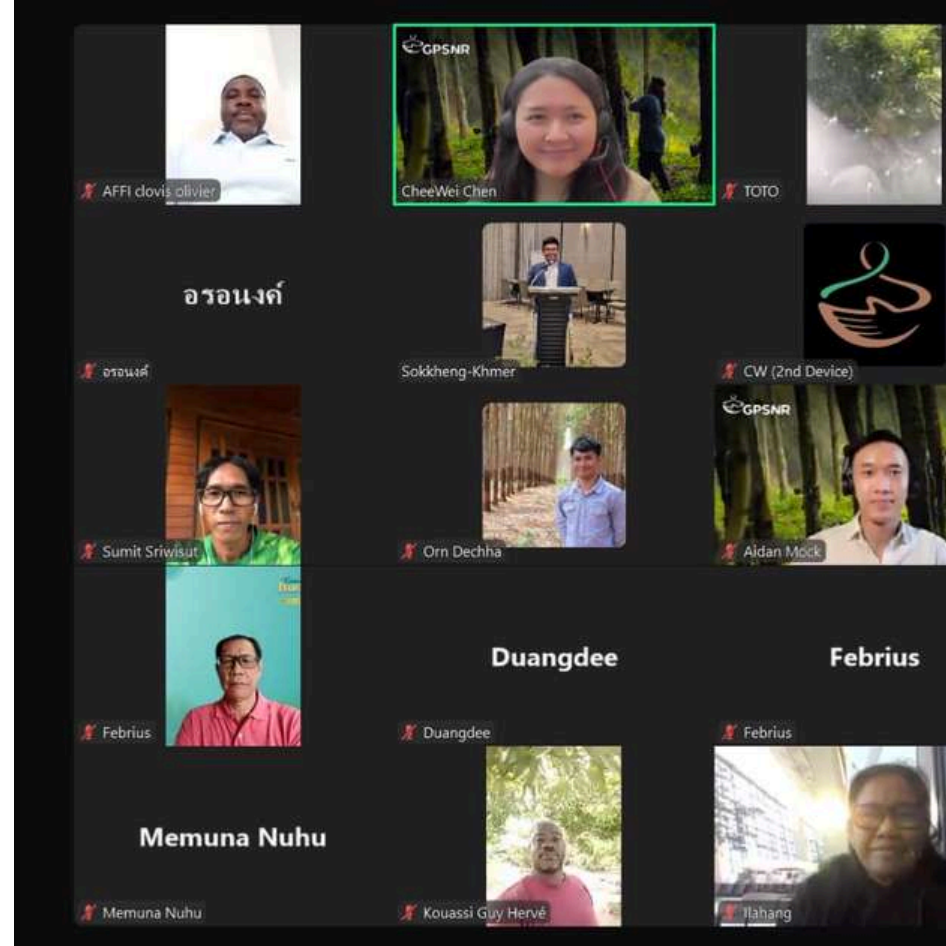 AFFI clovis olivier
GPSNR
CheeWei Chen
TOTO
อรอนงค์
อรอนงค์
Sokkheng-Khmer
CW (2nd Device)
Sumit Sriwisut
Orn Dechha
GPSNR
Aidan Mock
Febrius
Duangdee
Duangdee
Febrius
Febrius
Memuna Nuhu
Memuna Nuhu
Kouassi Guy Hervé
Ilahang